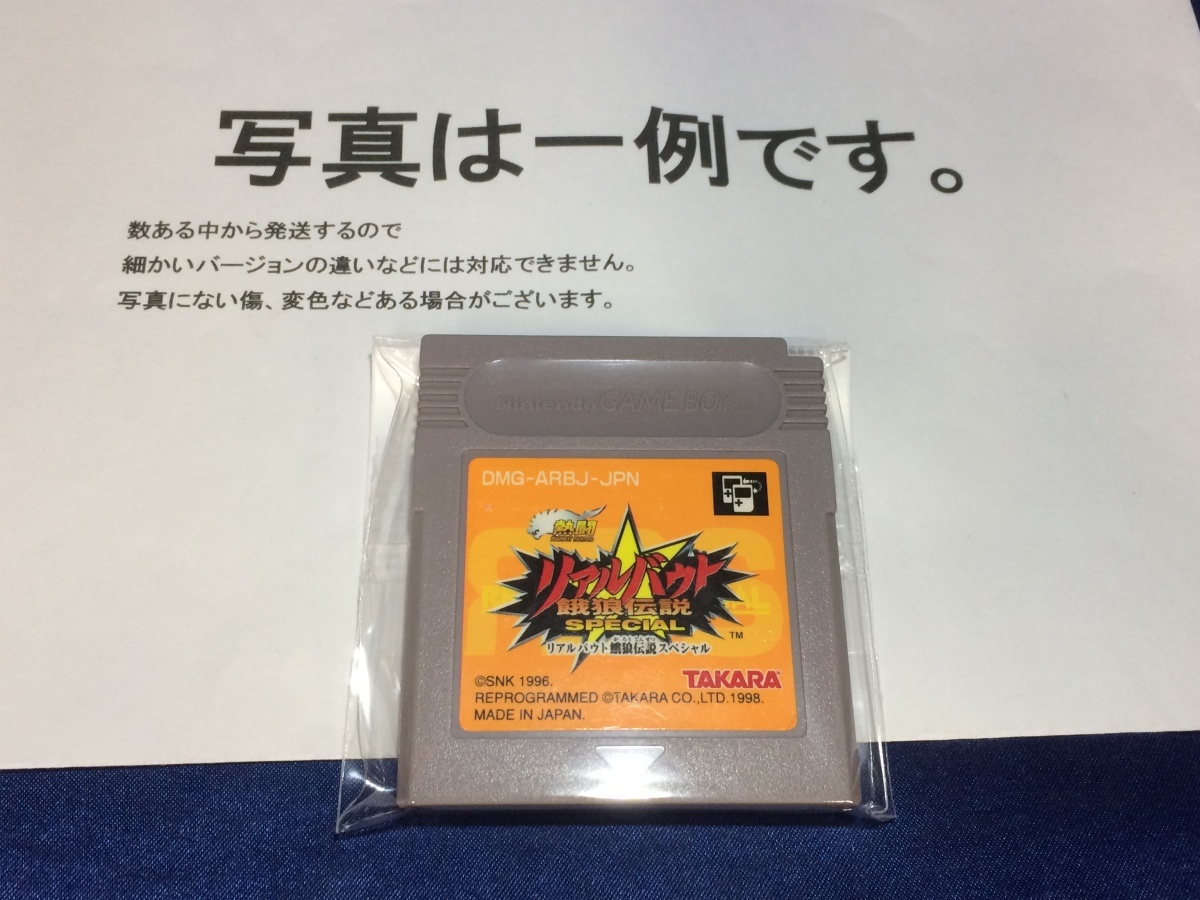 写真は一例です。
数ある中から発送するので
細かいバージョンの違いなどには対応できません。
写真にない傷、変色などある場合がございます。
Nintendo GAME BOY
DMG-ARBJ-JPN
熱闘
リアルバウト
餓狼伝説
SPECIAL
TM
リアルバウト餓狼伝説スペシャル
©SNK 1996.
TAKARA
REPROGRAMMED ©TAKARA CO.,LTD.1998.
MADE IN JAPAN.